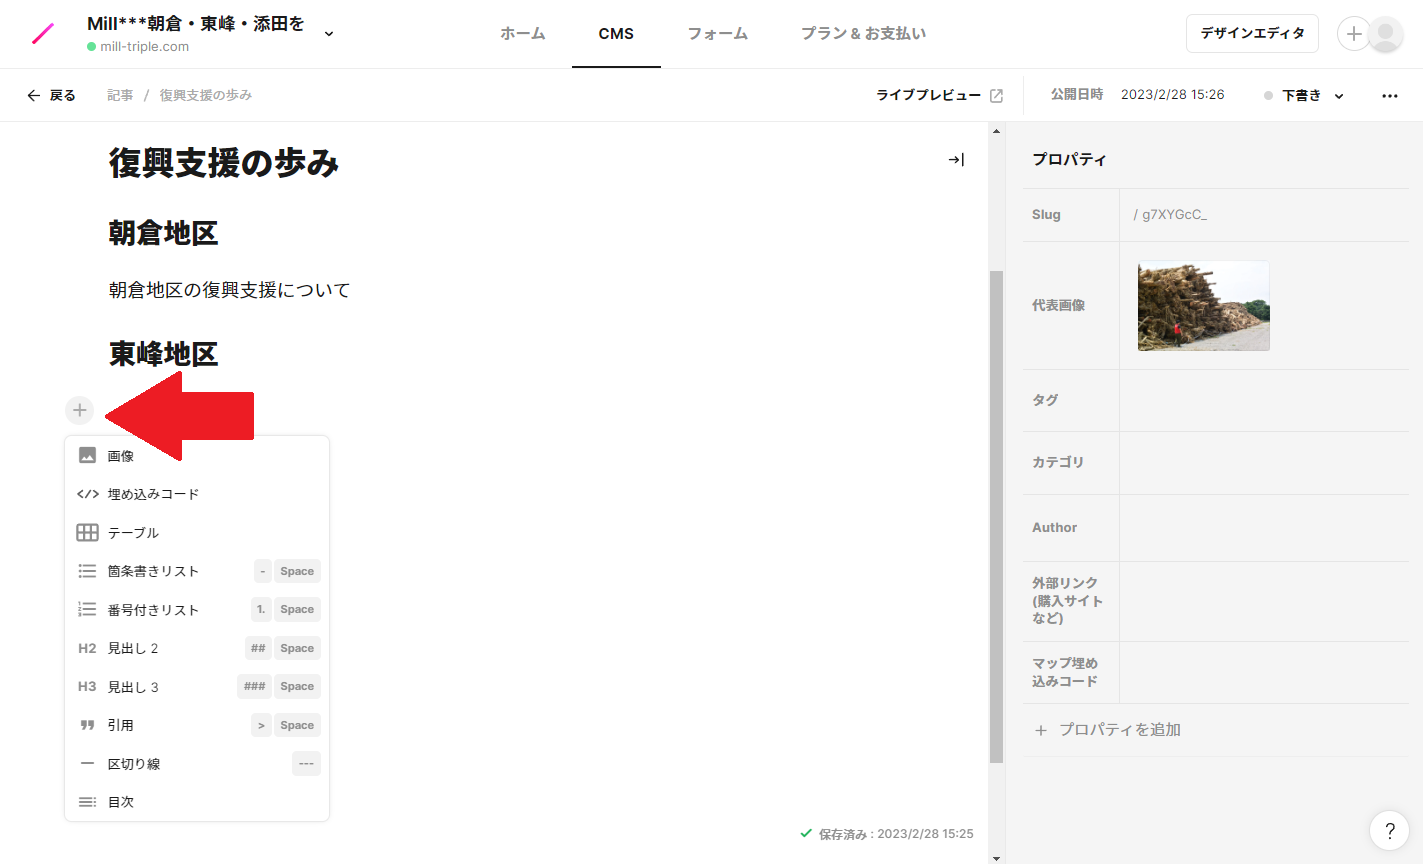 Mill***朝倉・東峰・添田を
mill-triple.com
ホーム
CMS
フォーム
プラン & お支払い
デザインエディタ
戻る
記事 / 復興支援の歩み
ライブプレビュー
公開日時 2023/2/28 15:26
下書き
復興支援の歩み
朝倉地区
朝倉地区の復興支援について
東峰地区
画像
</> 埋め込みコード
テーブル
箇条書きリスト - Space
番号付きリスト 1. Space
H2 見出し 2 ## Space
H3 見出し 3 ### Space
引用 > Space
区切り線 ---
目次
保存済み : 2023/2/28 15:25
プロパティ
Slug / g7XYGcC_
代表画像
タグ
カテゴリ
Author
外部リンク
(購入サイト
など)
マップ埋め
込みコード
+ プロパティを追加
?